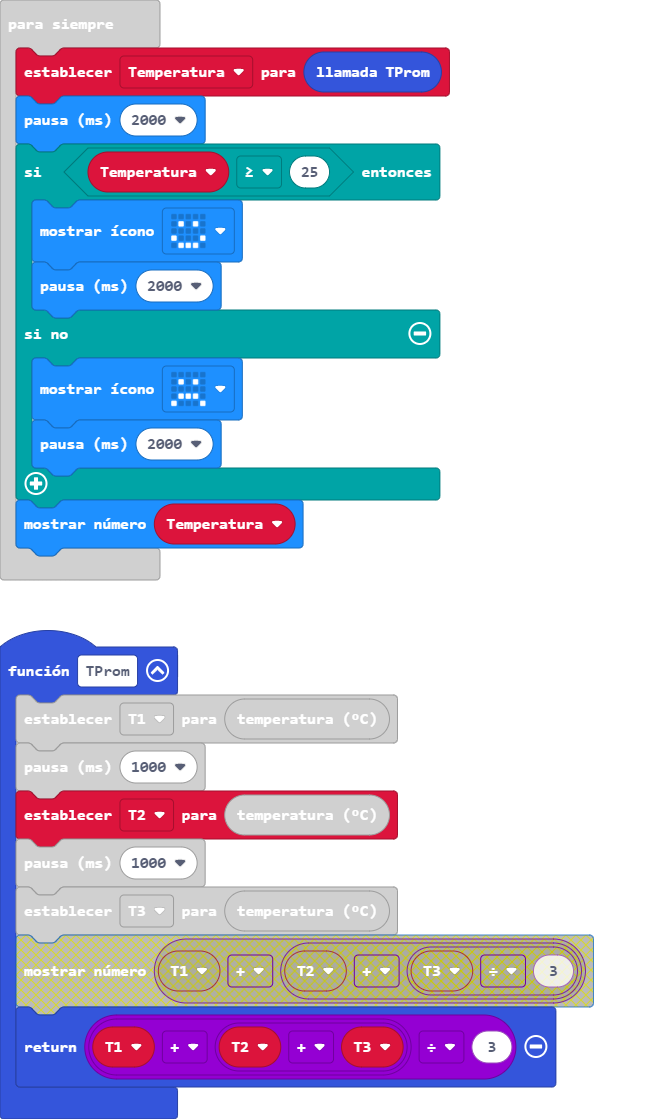 para siempre
establecer Temperatura para llamada TProm
pausa (ms) 2000
si Temperatura ≥ 25 entonces
mostrar ícono
pausa (ms) 2000
si no
mostrar ícono
pausa (ms) 2000
mostrar número Temperatura
función TProm
establecer T1 para temperatura (ºC)
pausa (ms) 1000
establecer T2 para temperatura (ºC)
pausa (ms) 1000
establecer T3 para temperatura (ºC)
mostrar número T1 + T2 + T3 ÷ 3
return T1 + T2 + T3 ÷ 3